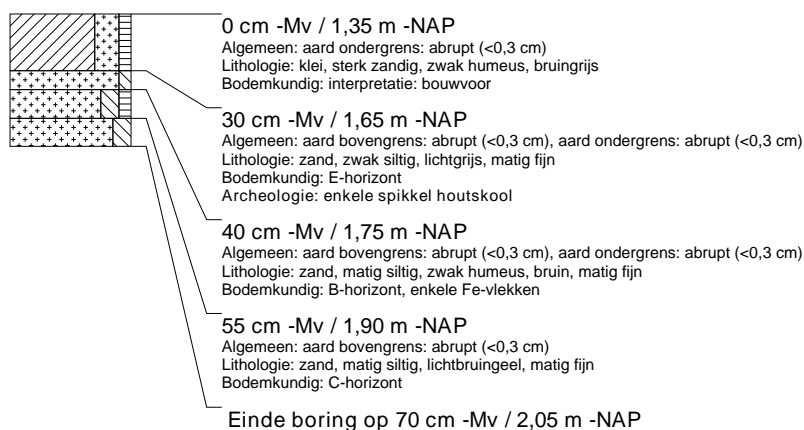 0 cm -Mv / 1,35 m -NAP
Algemeen: aard ondergrens: abrupt (<0,3 cm)
Lithologie: klei, sterk zandig, zwak humeus, bruingrijs
Bodemkundig: interpretatie: bouwvoor
30 cm -Mv / 1,65 m -NAP
Algemeen: aard bovengrens: abrupt (<0,3 cm), aard ondergrens: abrupt (<0,3 cm)
Lithologie: zand, zwak siltig, lichtgrijs, matig fijn
Bodemkundig: E-horizont
Archeologie: enkele spikkel houtskool
40 cm -Mv / 1,75 m -NAP
Algemeen: aard bovengrens: abrupt (<0,3 cm), aard ondergrens: abrupt (<0,3 cm)
Lithologie: zand, matig siltig, zwak humeus, bruin, matig fijn
Bodemkundig: B-horizont, enkele Fe-vlekken
55 cm -Mv / 1,90 m -NAP
Algemeen: aard bovengrens: abrupt (<0,3 cm)
Lithologie: zand, matig siltig, lichtbruingeel, matig fijn
Bodemkundig: C-horizont
Einde boring op 70 cm -Mv / 2,05 m -NAP